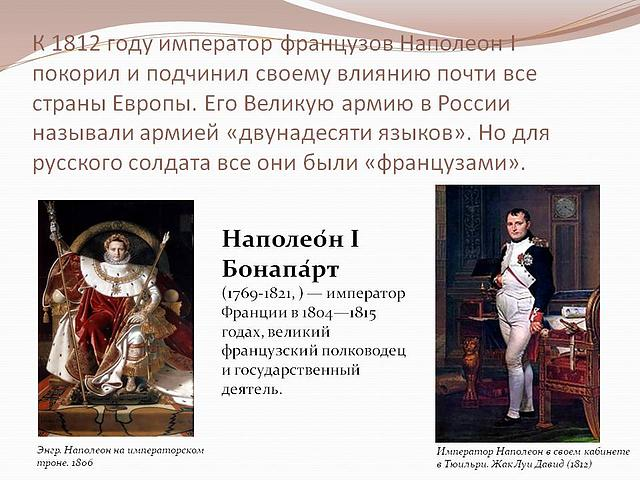 К 1812 году император французов Наполеон I
покорил и подчинил своему влиянию почти все
страны Европы. Его Великую армию в России
называли армией «двунадесяти языков». Но для
русского солдата все они были «французами».
Наполео́н I
Бонапа́рт
(1769-1821, ) — император
Франции в 1804—1815
годах, великий
французский полководец
и государственный
деятель.
Энгр. Наполеон на императорском
троне. 1806
Император Наполеон в своем кабинете
в Тюильри. Жак Луи Давид (1812)